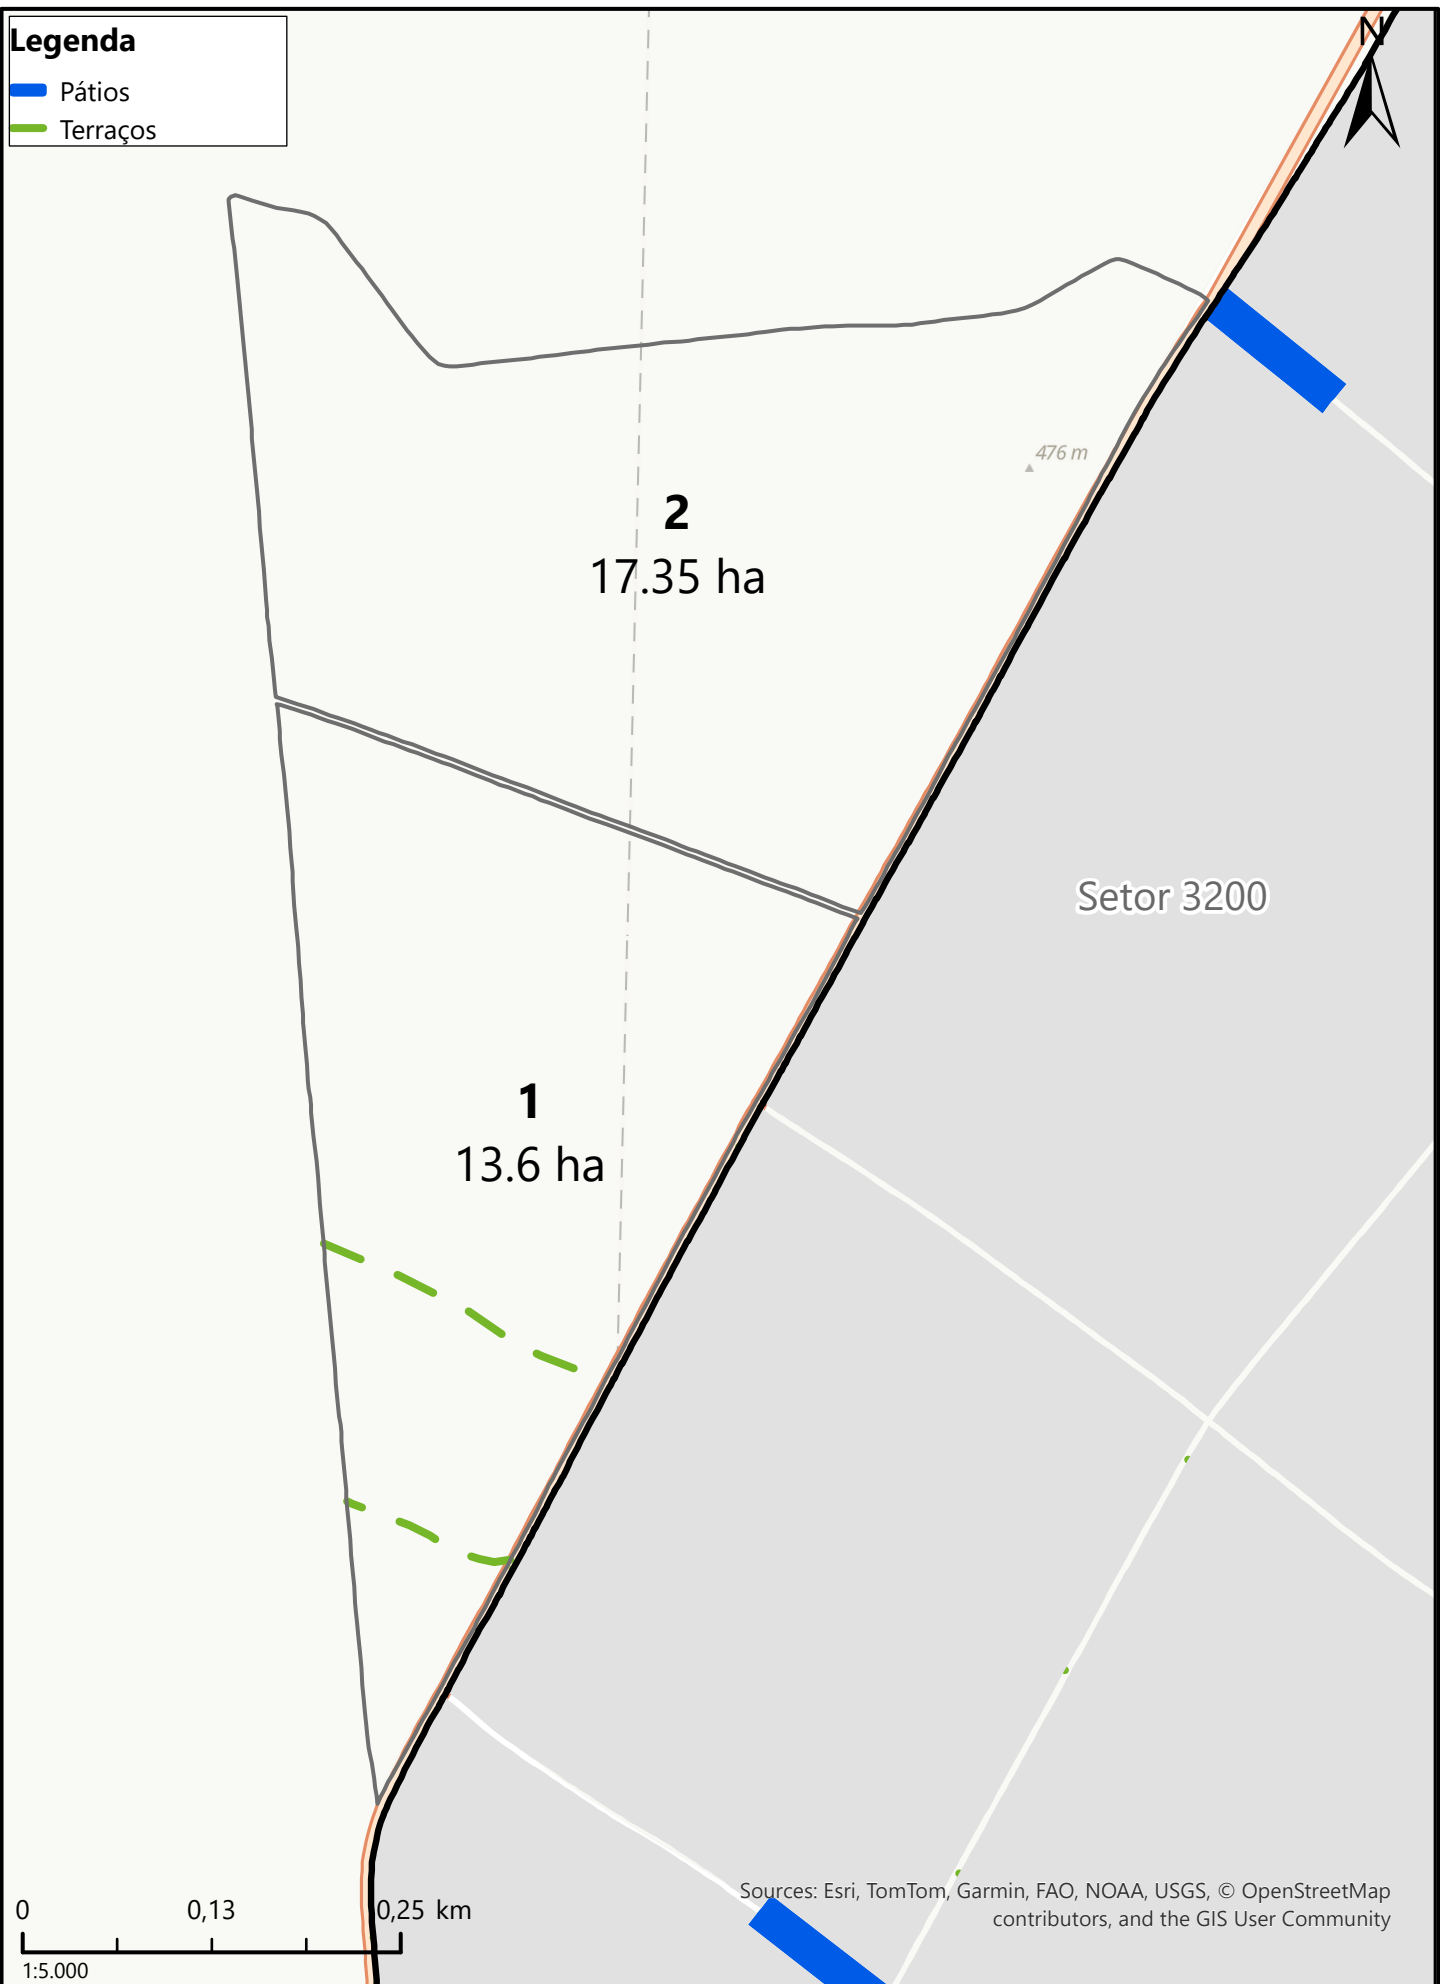 Legenda
Pátios
Terraços
N
476 m
2
17.35 ha
Setor 3200
1
13.6 ha
Sources: Esri, TomTom, Garmin, FAO, NOAA, USGS, © OpenStreetMap
contributors, and the GIS User Community
0 0,13 0,25 km
1:5.000